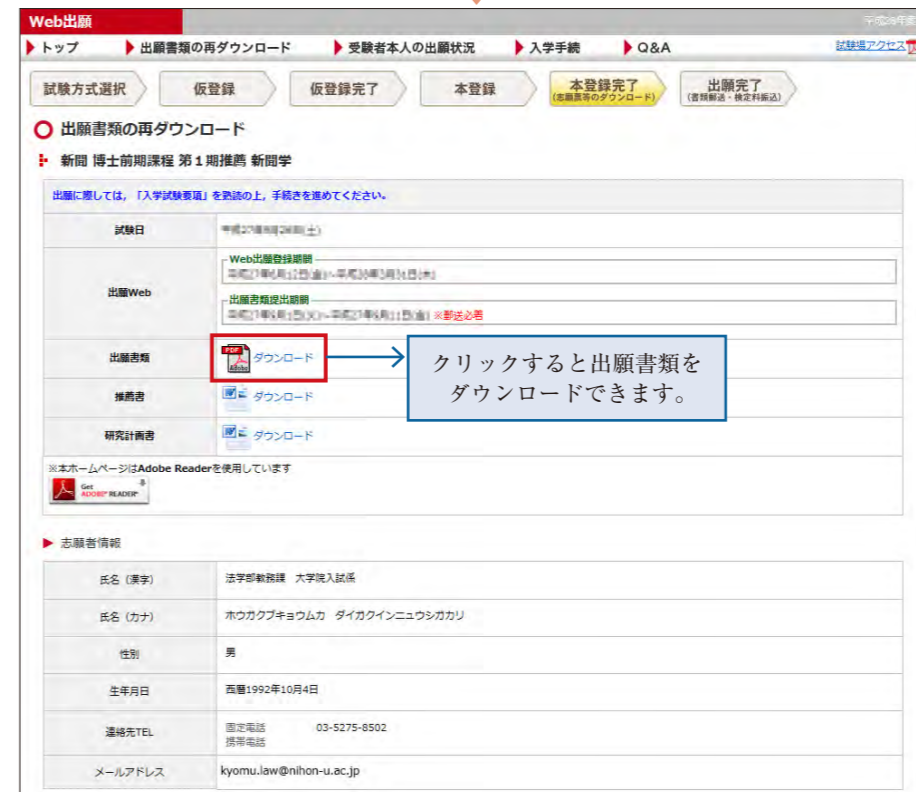 Web出願
トップ 出願書類の再ダウンロード 受験者本人の出願状況 入学手続 Q&A 試験場アクセス
試験方式選択 仮登録 仮登録完了 本登録 本登録完了 出願完了
(志願票等のダウンロード) (書類郵送・検定料振込)
出願書類の再ダウンロード
新聞 博士前期課程 第1期推薦 新聞学
出願に際しては，「入学試験要項」を熟読の上，手続きを進めてください。
試験日
Web出願登録期間
出願Web
出願書類提出期間
※郵送必着
出願書類 PDF Adobe ダウンロード
クリックすると出願書類を
ダウンロードできます。
推薦書 ダウンロード
研究計画書 ダウンロード
※本ホームページはAdobe Readerを使用しています
Get
ADOBE® READER®
志願者情報
氏名（漢字） 法学部教務課 大学院入試係
氏名（カナ） ホウガクブキョウムカ ダイガクインニュウシガカリ
性別 男
生年月日 西暦1992年10月4日
連絡先TEL 固定電話 03-5275-8502
携帯電話
メールアドレス kyomu.law@nihon-u.ac.jp